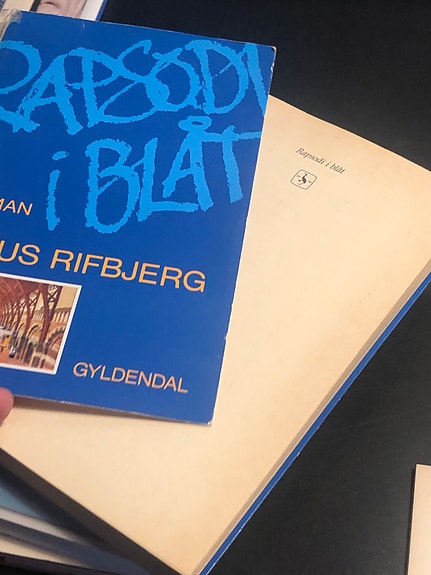 RAPSODI
i BLÅT
MAN
US RIFBJERG
GYLDENDAL
Rapsodi i blåt